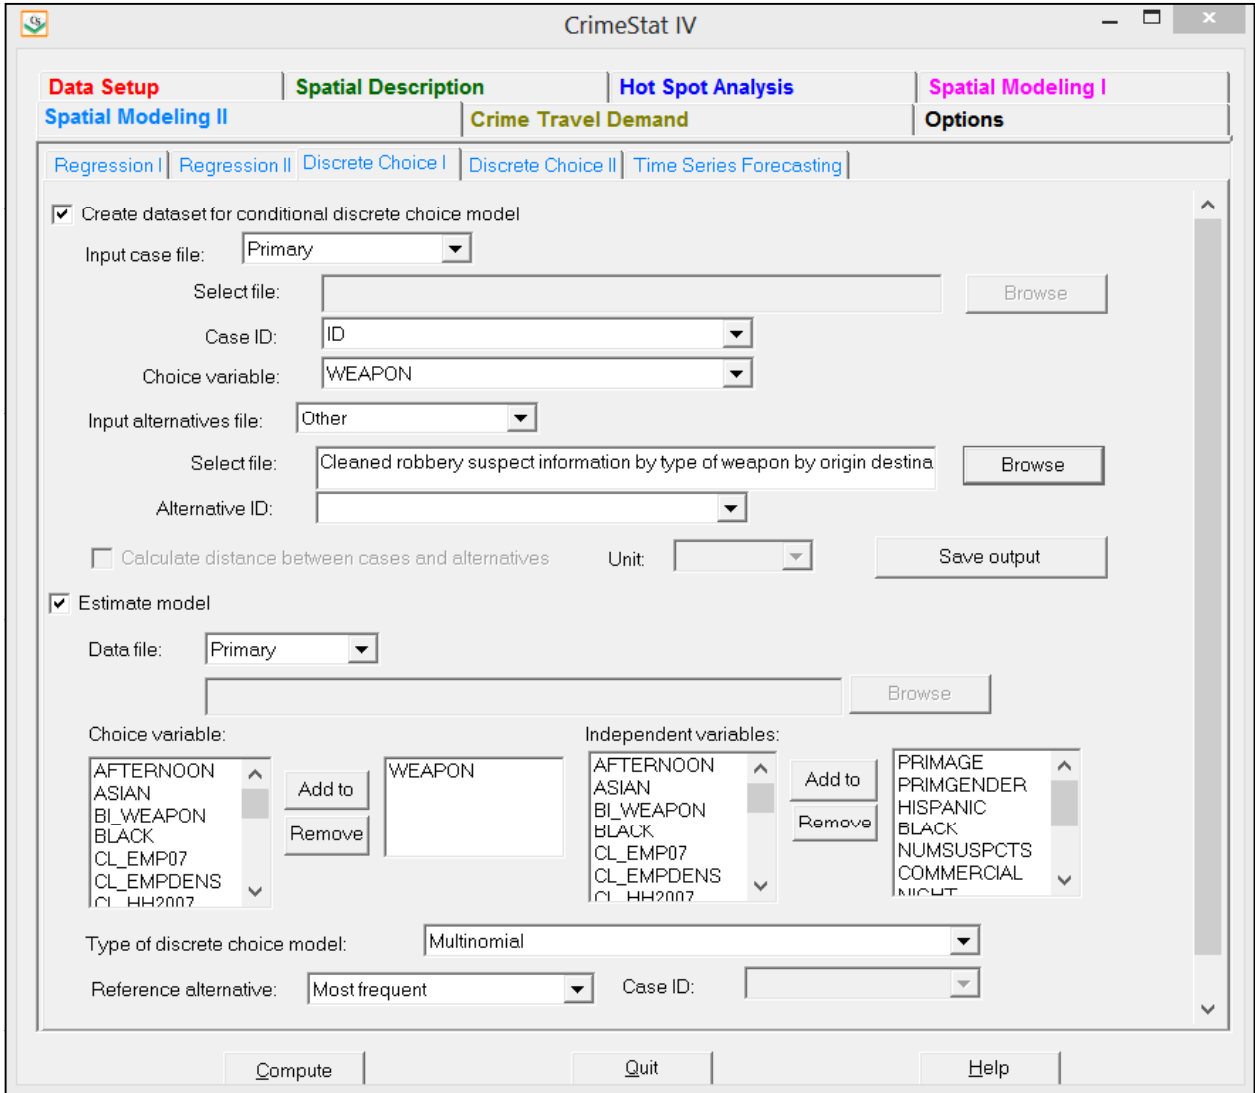 CrimeStat IV
Data Setup
Spatial Description
Hot Spot Analysis
Spatial Modeling I
Spatial Modeling II
Crime Travel Demand
Options
Regression I
Regression II
Discrete Choice I
Discrete Choice II
Time Series Forecasting
Create dataset for conditional discrete choice model
Input case file: Primary
Select file: Browse
Case ID: ID
Choice variable: WEAPON
Input alternatives file: Other
Select file: Cleaned robbery suspect information by type of weapon by origin destina Browse
Alternative ID:
Calculate distance between cases and alternatives Unit: Save output
Estimate model
Data file: Primary
Browse
Choice variable:
AFTERNOON
ASIAN
BI_WEAPON
BLACK
CL_EMP07
CL_EMPDENS
CL_HH2007
Add to
Remove
WEAPON
Independent variables:
AFTERNOON
ASIAN
BI_WEAPON
BLACK
CL_EMP07
CL_EMPDENS
CL_HH2007
Add to
Remove
PRIMAGE
PRIMGENDER
HISPANIC
BLACK
NUMSUSPCTS
COMMERCIAL
NIGHT
Type of discrete choice model: Multinomial
Reference alternative: Most frequent Case ID:
Compute
Quit
Help